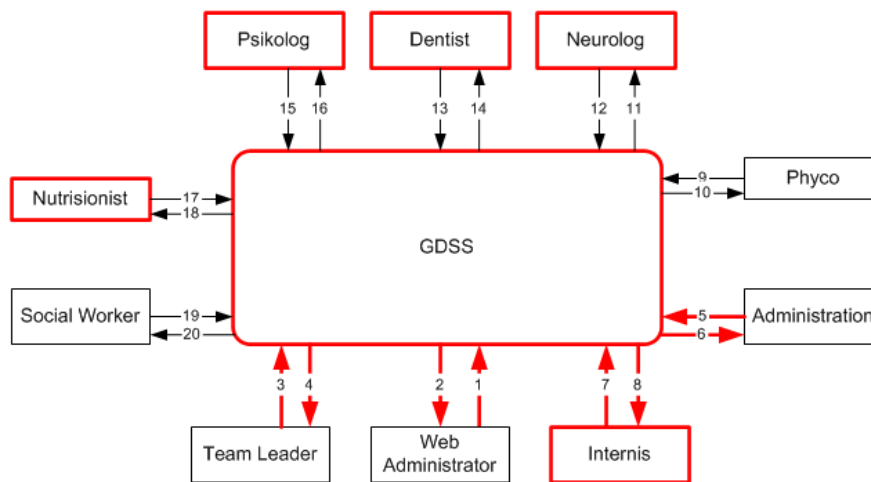 Psikolog
Dentist
Neurolog
15
16
13
14
12
11
Nutrisionist
17
18
9
10
Phyco
GDSS
Social Worker
19
20
5
6
Administration
3
4
2
1
7
8
Team Leader
Web
Administrator
Internis